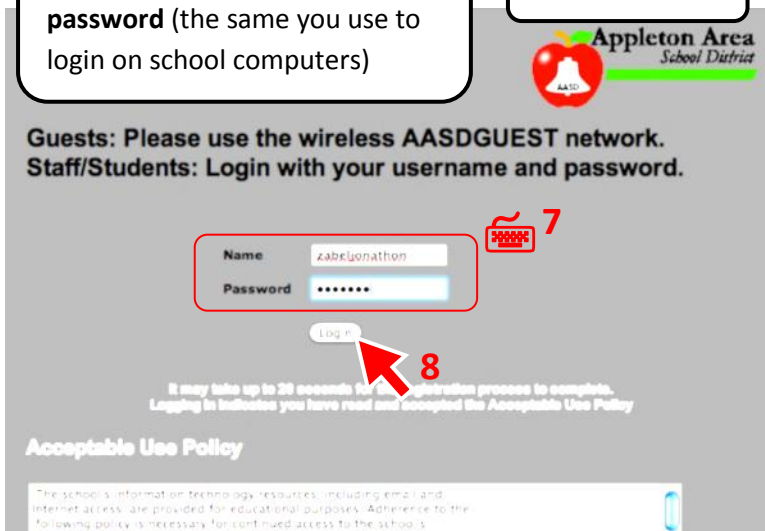 password (the same you use to
login on school computers)
Appleton Area
School District
AASD
Guests: Please use the wireless AASDGUEST network.
Staff/Students: Login with your username and password.
7
Name zabeljonathon
Password •••••••
Login
8
It may take up to 20 seconds for the registration process to complete.
Logging in indicates you have read and accepted the Acceptable Use Policy
Acceptable Use Policy
The school's information technology resources, including email and
Internet access, are provided for educational purposes. Adherence to the
following policy is necessary for continued access to the school's